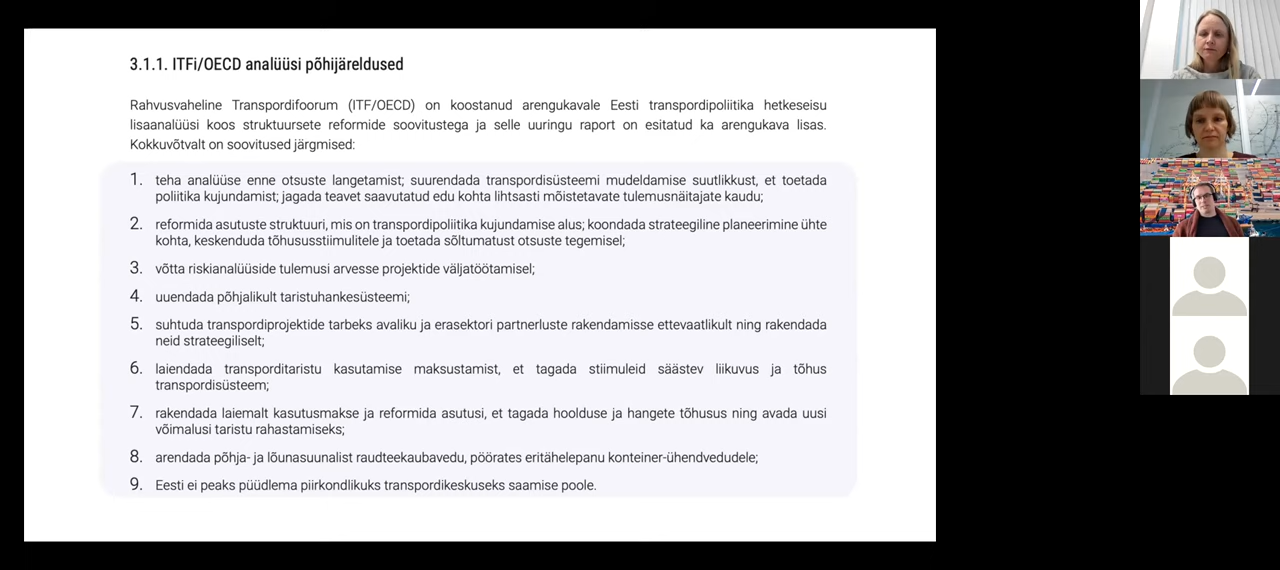 3.1.1. ITFi/OECD analüüsi põhijäreldused
Rahvusvaheline Transpordifoorum (ITF/OECD) on koostanud arengukavale Eesti transpordipoliitika hetkeseisu
lisaanalüüsi koos struktuursete reformide soovitustega ja selle uuringu raport on esitatud ka arengukava lisas.
Kokkuvõtvalt on soovitused järgmised:
1. teha analüüse enne otsuste langetamist; suurendada transpordisüsteemi mudeldamise suutlikkust, et toetada
poliitika kujundamist; jagada teavet saavutatud edu kohta lihtsasti mõistetavate tulemusnäitajate kaudu;
2. reformida asutuste struktuuri, mis on transpordipoliitika kujundamise alus; koondada strateegiline planeerimine ühte
kohta, keskenduda tõhususstiimulitele ja toetada sõltumatust otsuste tegemisel;
3. võtta riskianalüüside tulemusi arvesse projektide väljatöötamisel;
4. uuendada põhjalikult taristuhankesüsteemi;
5. suhtuda transpordiprojektide tarbeks avaliku ja erasektori partnerluste rakendamisse ettevaatlikult ning rakendada
neid strateegiliselt;
6. laiendada transporditaristu kasutamise maksustamist, et tagada stiimuleid säästev liikuvus ja tõhus
transpordisüsteem;
7. rakendada laiemalt kasutusmakse ja reformida asutusi, et tagada hoolduse ja hangete tõhusus ning avada uusi
võimalusi taristu rahastamiseks;
8. arendada põhja- ja lõunasuunalist raudteekaubavedu, pöörates eritähelepanu konteiner-ühendvedudele;
9. Eesti ei peaks püüdlema piirkondlikuks transpordikeskuseks saamise poole.